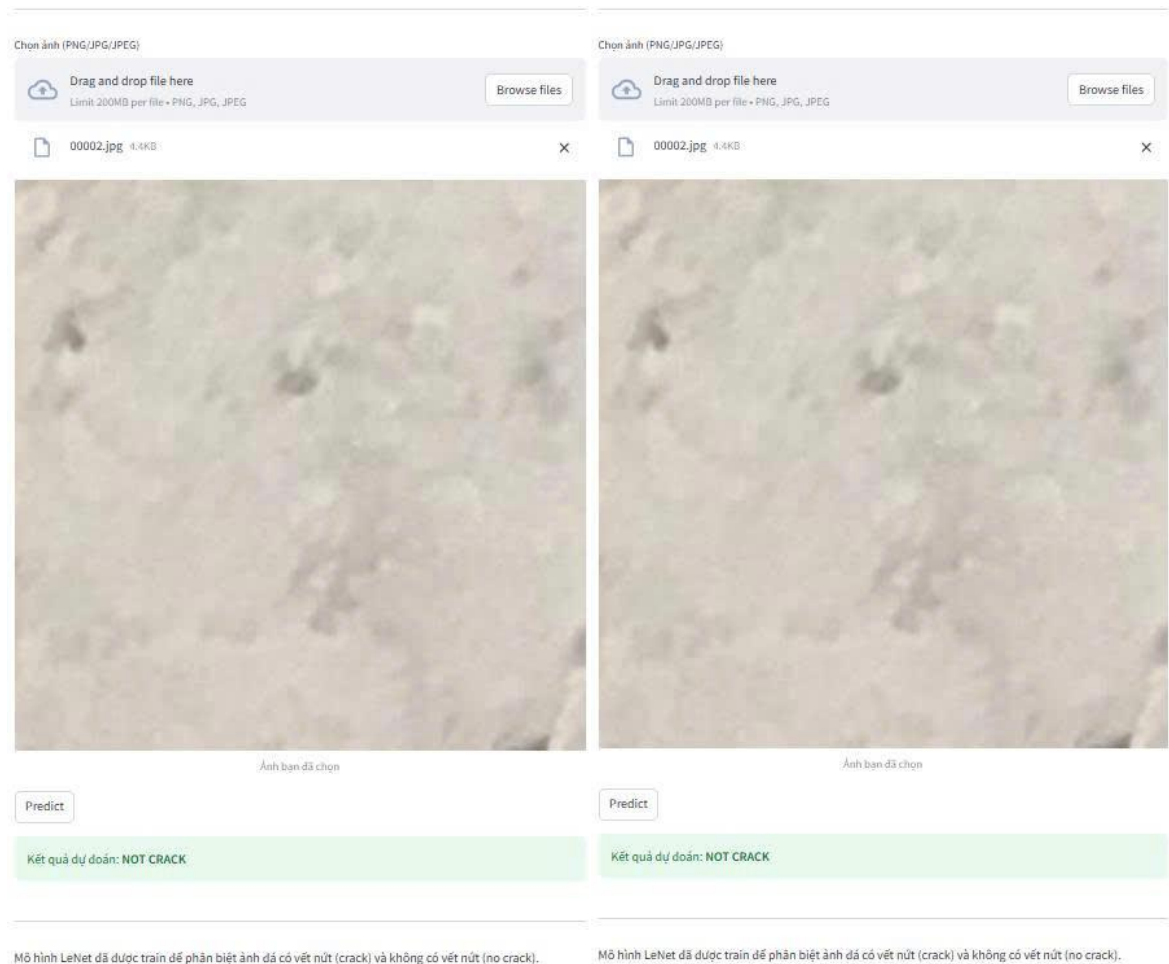 Chọn ảnh (PNG/JPG/JPEG)
Drag and drop file here
Limit 200MB per file • PNG, JPG, JPEG
Browse files
00002.jpg 4.4KB
Ảnh bạn đã chọn
Predict
Kết quả dự đoán: NOT CRACK
Mô hình LeNet đã được train để phân biệt ảnh đá có vết nứt (crack) và không có vết nứt (no crack).
Chọn ảnh (PNG/JPG/JPEG)
Drag and drop file here
Limit 200MB per file • PNG, JPG, JPEG
Browse files
00002.jpg 4.4KB
Ảnh bạn đã chọn
Predict
Kết quả dự đoán: NOT CRACK
Mô hình LeNet đã được train để phân biệt ảnh đá có vết nứt (crack) và không có vết nứt (no crack).